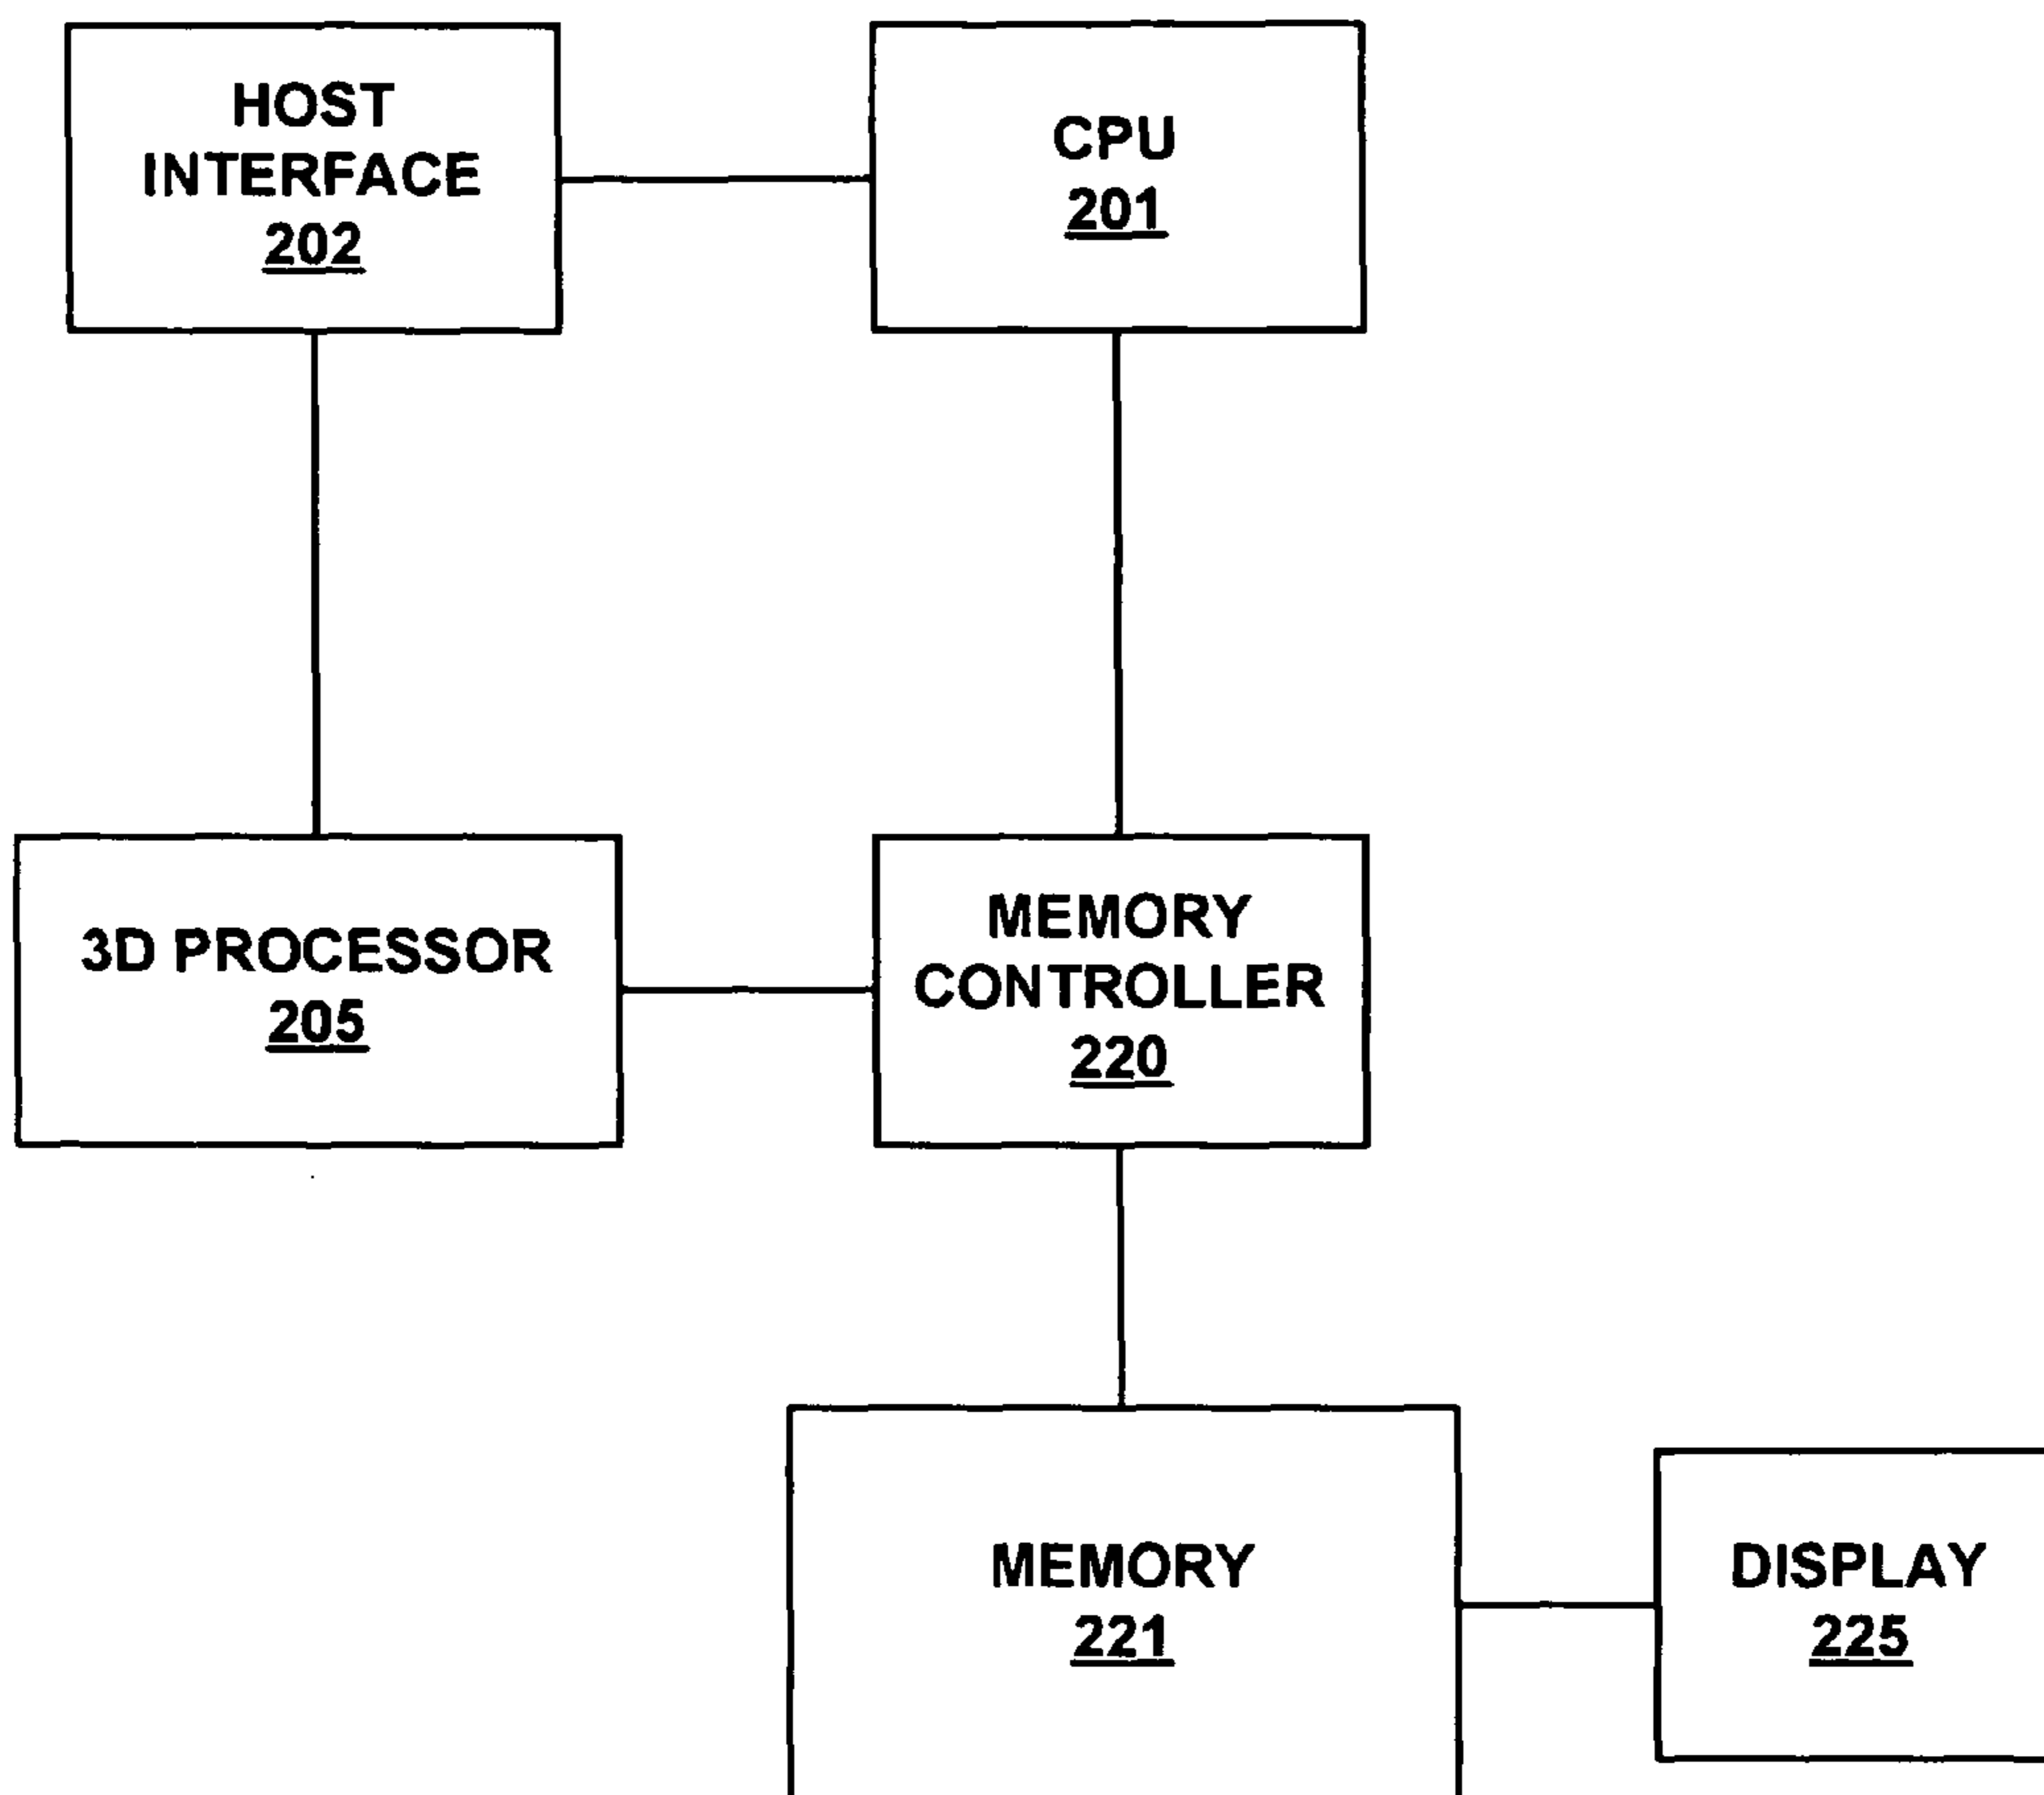 HOST
INTERFACE
202
CPU
201
3D PROCESSOR
205
MEMORY
CONTROLLER
220
MEMORY
221
DISPLAY
225